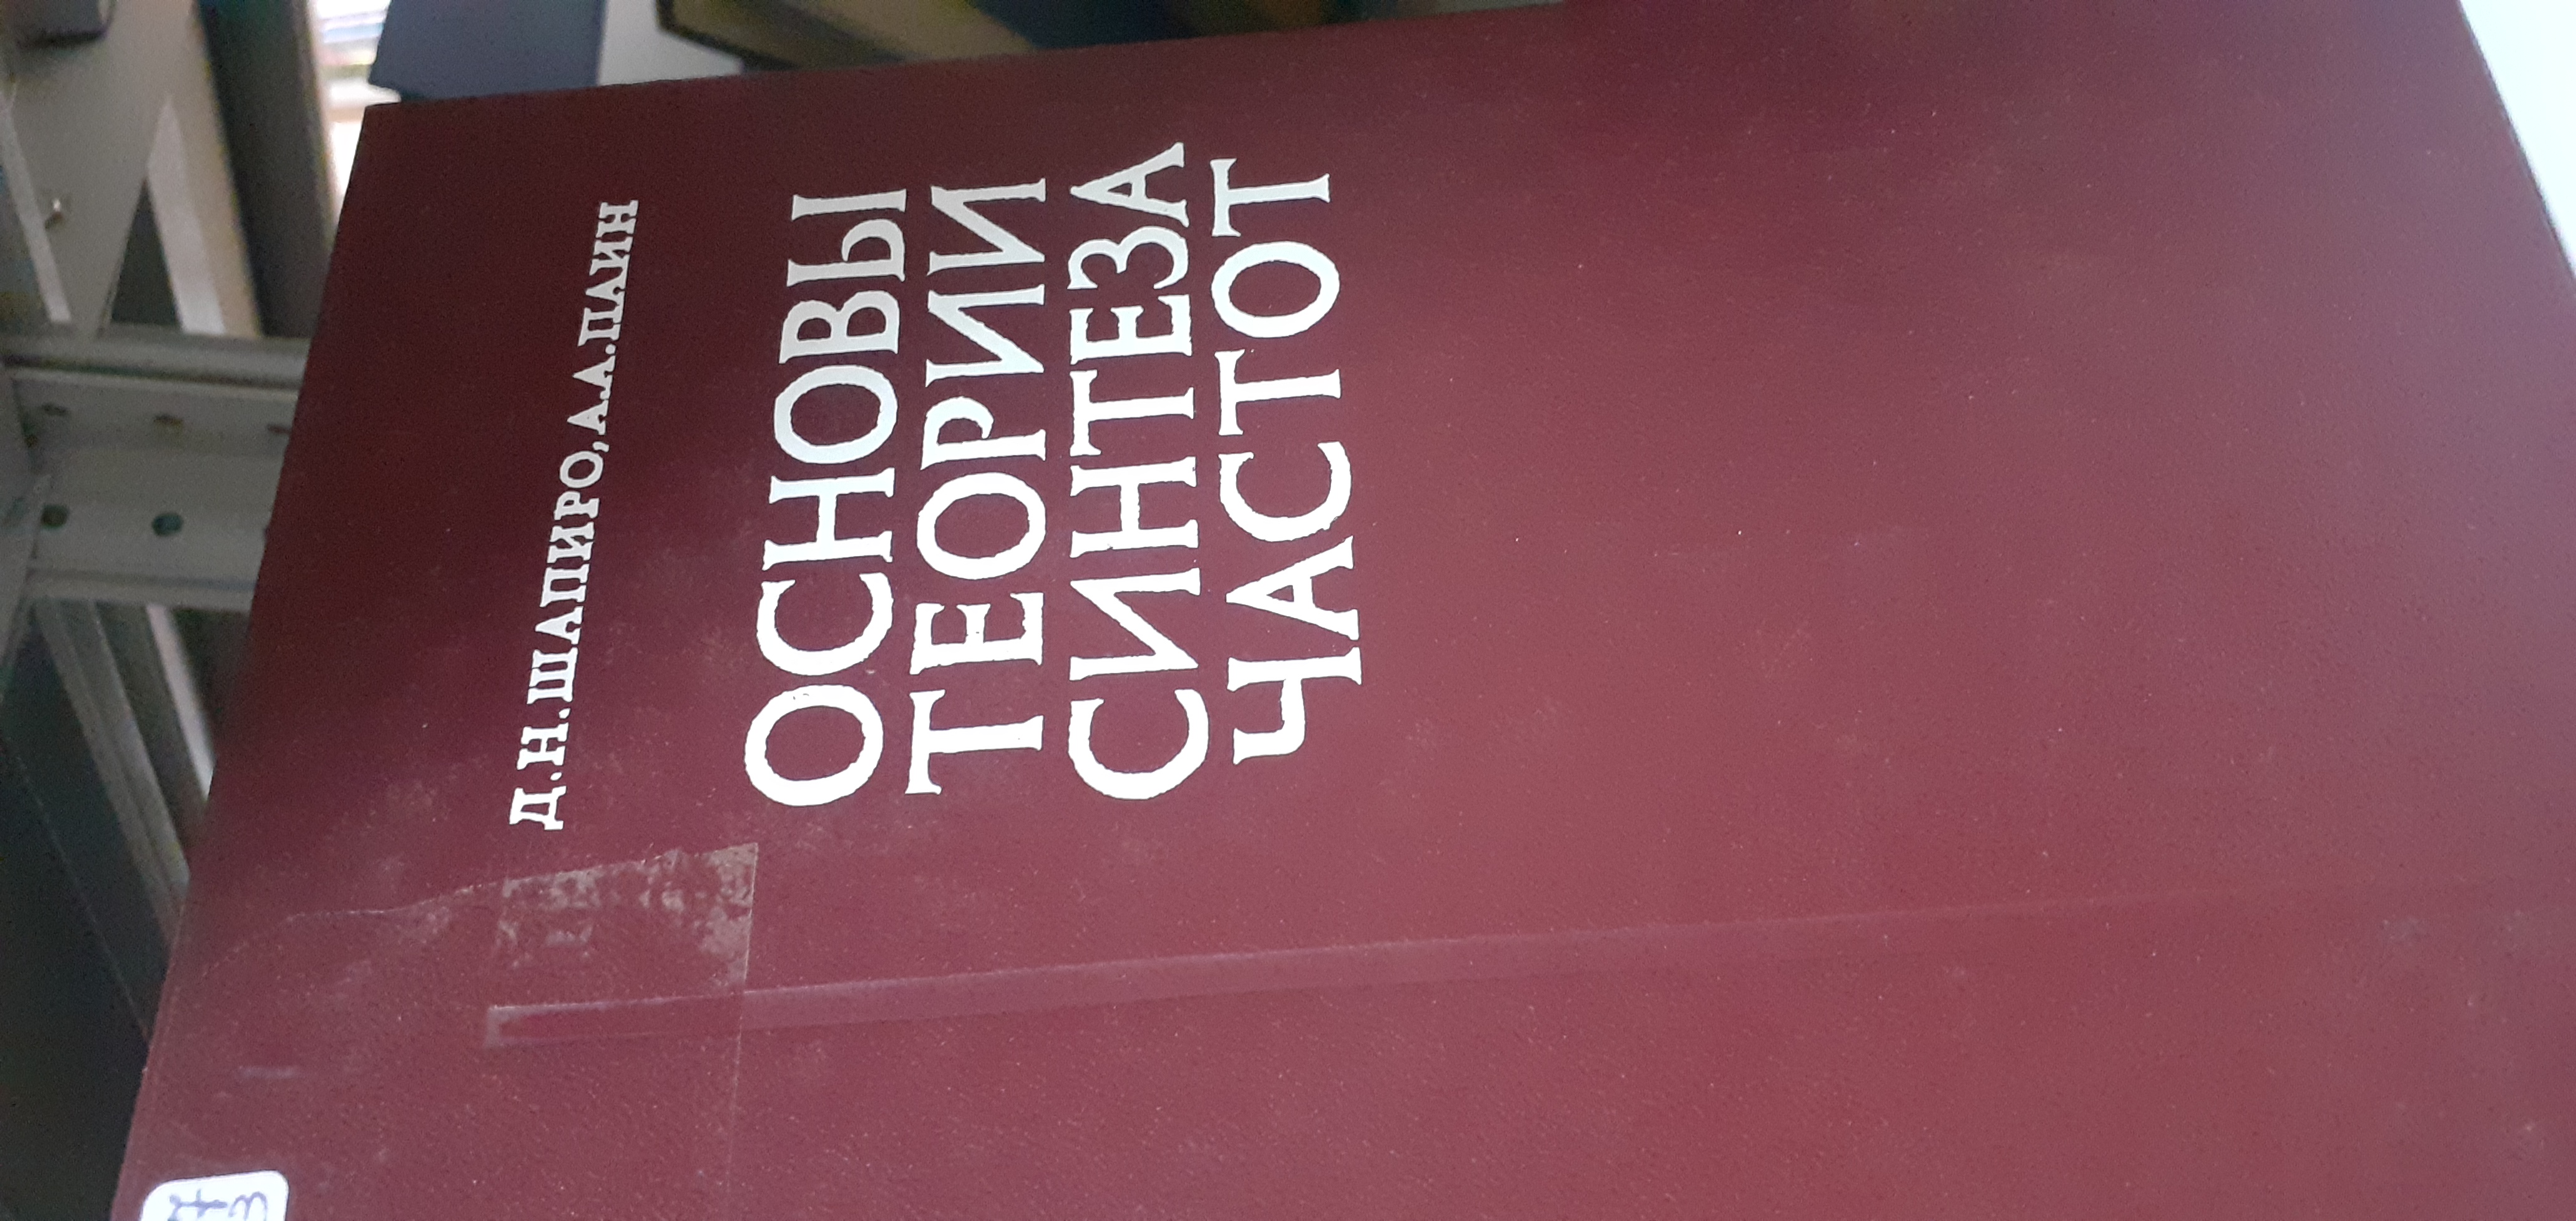 Д.Н.ШАПИРО, А.А.ПАИН
ОСНОВЫ
ТЕОРИИ
СИНТЕЗА
ЧАСТОТ